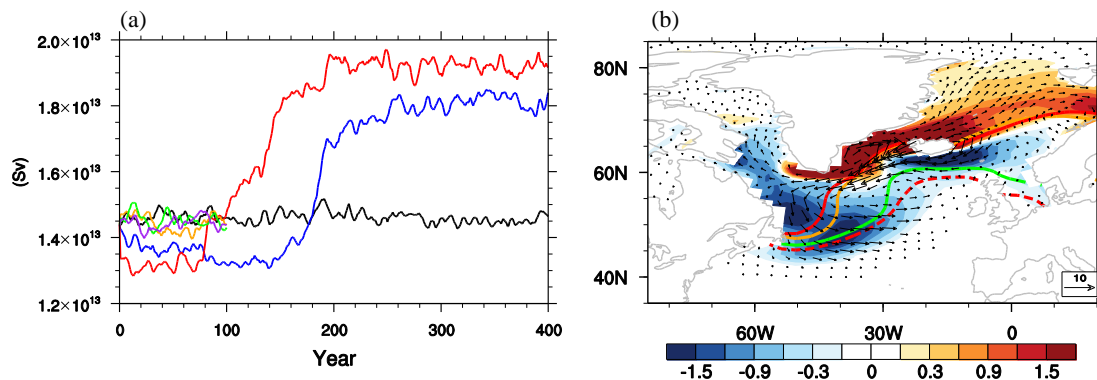 (a)
2.0×10¹³
1.8×10¹³
1.6×10¹³
1.4×10¹³
1.2×10¹³
(Sv)
0 100 200 300 400
Year
(b)
80N
60N
40N
60W 30W 0
10
-1.5 -0.9 -0.3 0 0.3 0.9 1.5